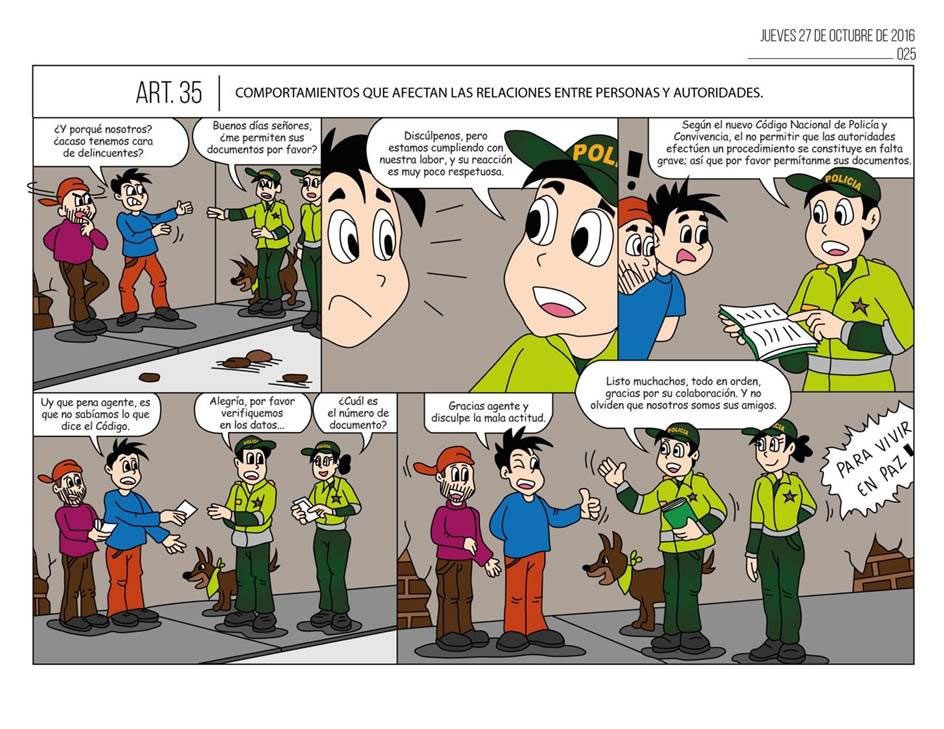 JUEVES 27 DE OCTUBRE DE 2016
025
ART. 35
COMPORTAMIENTOS QUE AFECTAN LAS RELACIONES ENTRE PERSONAS Y AUTORIDADES.
Buenos días señores,
¿me permiten sus
documentos por favor?
¿Y porqué nosotros?
¿acaso tenemos cara
de delincuentes?
Discúlpenos, pero
estamos cumpliendo con
nuestra labor, y su reacción
es muy poco respetuosa.
POL
Según el nuevo Código Nacional de Policía y
Convivencia, el no permitir que las autoridades
efectúen un procedimiento se constituye en falta
grave; así que por favor permítanme sus documentos.
!
POLICIA
Uy que pena agente, es
que no sabíamos lo que
dice el Código.
Alegría, por favor
verifiquemos
en los datos...
¿Cuál es
el número de
documento?
POLICIA
POLICIA
Gracias agente y
disculpe la mala actitud.
Listo muchachos, todo en orden,
gracias por su colaboración. Y no
olviden que nosotros somos sus amigos.
POLICIA
CIA
PARA VIVIR
EN PAZ!